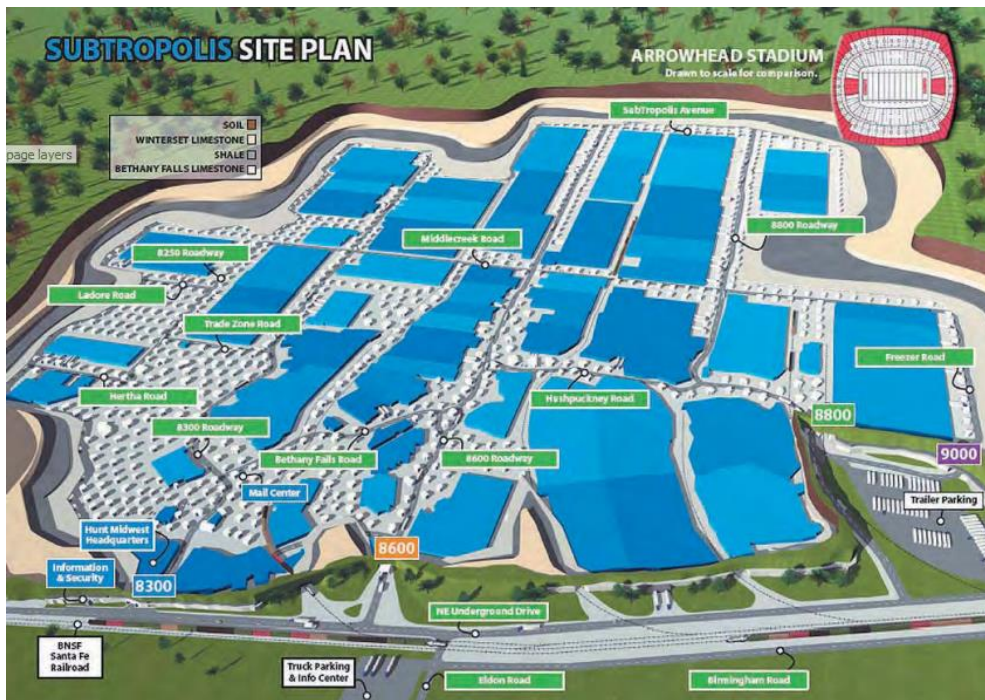 SUBTROPOLIS SITE PLAN
ARROWHEAD STADIUM
Drawn to scale for comparison.
SOIL
WINTERSET LIMESTONE
SHALE
BETHANY FALLS LIMESTONE
page layers
SubTropolis Avenue
8800 Roadway
Middlecreek Road
8250 Roadway
Ladore Road
Trade Zone Road
Freezer Road
Hertha Road
Hushpuckney Road
8300 Roadway
8800
Bethany Falls Road
8600 Roadway
9000
Mail Center
Trailer Parking
Hunt Midwest
Headquarters
8600
Information
& Security
8300
NE Underground Drive
BNSF
Santa Fe
Railroad
Truck Parking
& Info Center
Eldon Road
Birmingham Road